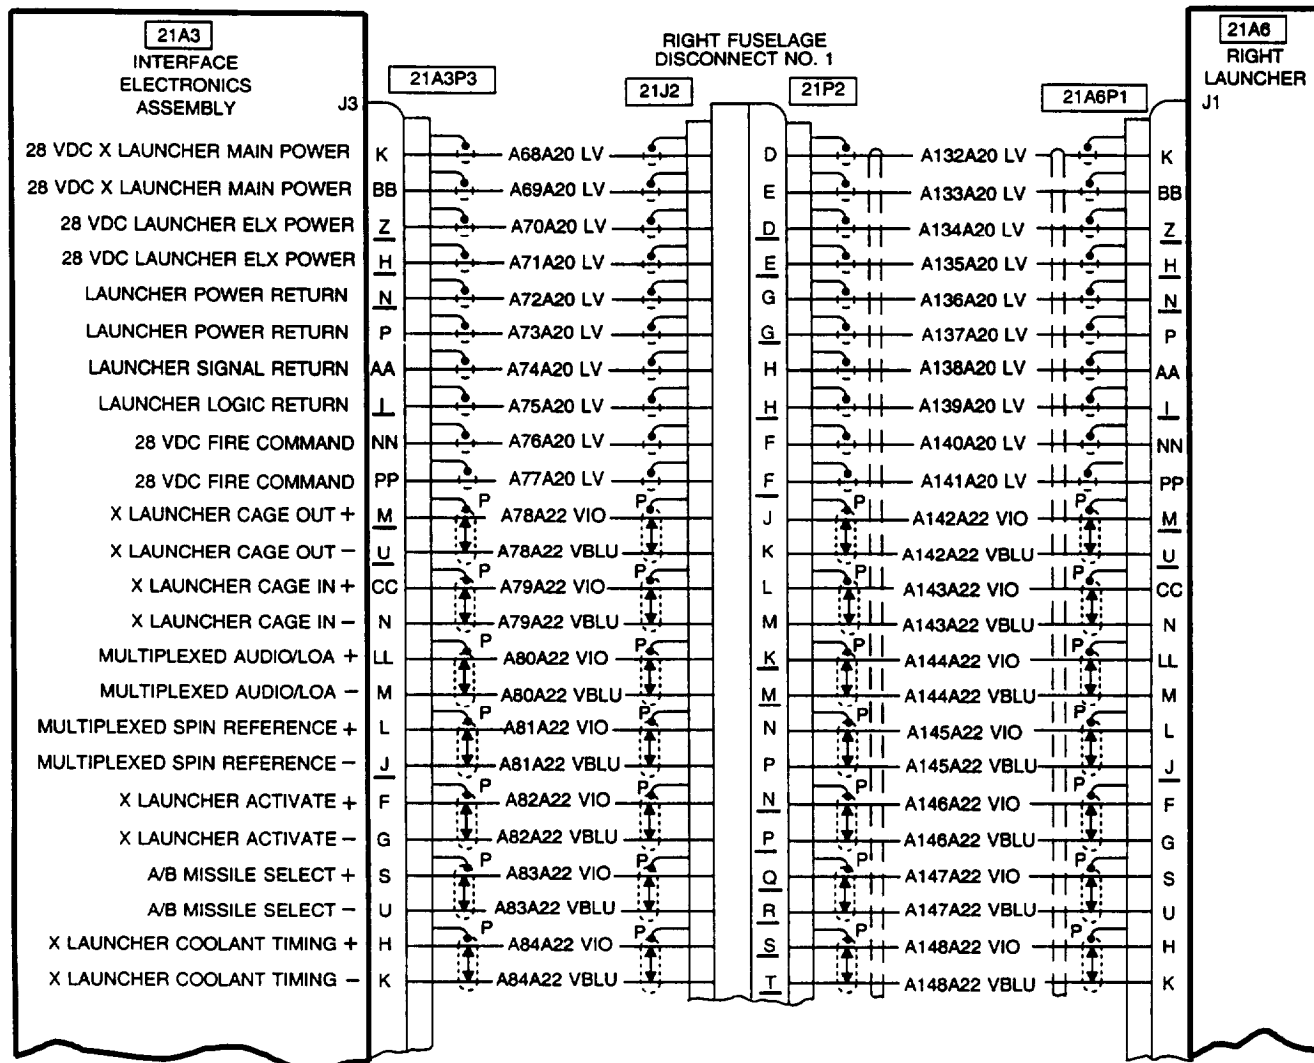 21A3
INTERFACE
ELECTRONICS
ASSEMBLY
J3
21A3P3
RIGHT FUSELAGE
DISCONNECT NO. 1
21J2
21P2
21A6P1
21A6
RIGHT
LAUNCHER
J1
28 VDC X LAUNCHER MAIN POWER K A68A20 LV D A132A20 LV K
28 VDC X LAUNCHER MAIN POWER BB A69A20 LV E A133A20 LV BB
28 VDC LAUNCHER ELX POWER Z A70A20 LV D A134A20 LV Z
28 VDC LAUNCHER ELX POWER H A71A20 LV E A135A20 LV H
LAUNCHER POWER RETURN N A72A20 LV G A136A20 LV N
LAUNCHER POWER RETURN P A73A20 LV G A137A20 LV P
LAUNCHER SIGNAL RETURN AA A74A20 LV H A138A20 LV AA
LAUNCHER LOGIC RETURN I A75A20 LV H A139A20 LV I
28 VDC FIRE COMMAND NN A76A20 LV F A140A20 LV NN
28 VDC FIRE COMMAND PP A77A20 LV F A141A20 LV PP
P P P P
X LAUNCHER CAGE OUT + M A78A22 VIO J A142A22 VIO M
X LAUNCHER CAGE OUT – U A78A22 VBLU K A142A22 VBLU U
P P P P
X LAUNCHER CAGE IN + CC A79A22 VIO L A143A22 VIO CC
X LAUNCHER CAGE IN – N A79A22 VBLU M A143A22 VBLU N
P P P P
MULTIPLEXED AUDIO/LOA + LL A80A22 VIO K A144A22 VIO LL
MULTIPLEXED AUDIO/LOA – M A80A22 VBLU M A144A22 VBLU M
P P P P
MULTIPLEXED SPIN REFERENCE + L A81A22 VIO N A145A22 VIO L
MULTIPLEXED SPIN REFERENCE – J A81A22 VBLU P A145A22 VBLU J
P P P P
X LAUNCHER ACTIVATE + F A82A22 VIO N A146A22 VIO F
X LAUNCHER ACTIVATE – G A82A22 VBLU P A146A22 VBLU G
P P P P
A/B MISSILE SELECT + S A83A22 VIO Q A147A22 VIO S
A/B MISSILE SELECT – U A83A22 VBLU R A147A22 VBLU U
P P P P
X LAUNCHER COOLANT TIMING + H A84A22 VIO S A148A22 VIO H
X LAUNCHER COOLANT TIMING – K A84A22 VBLU T A148A22 VBLU K